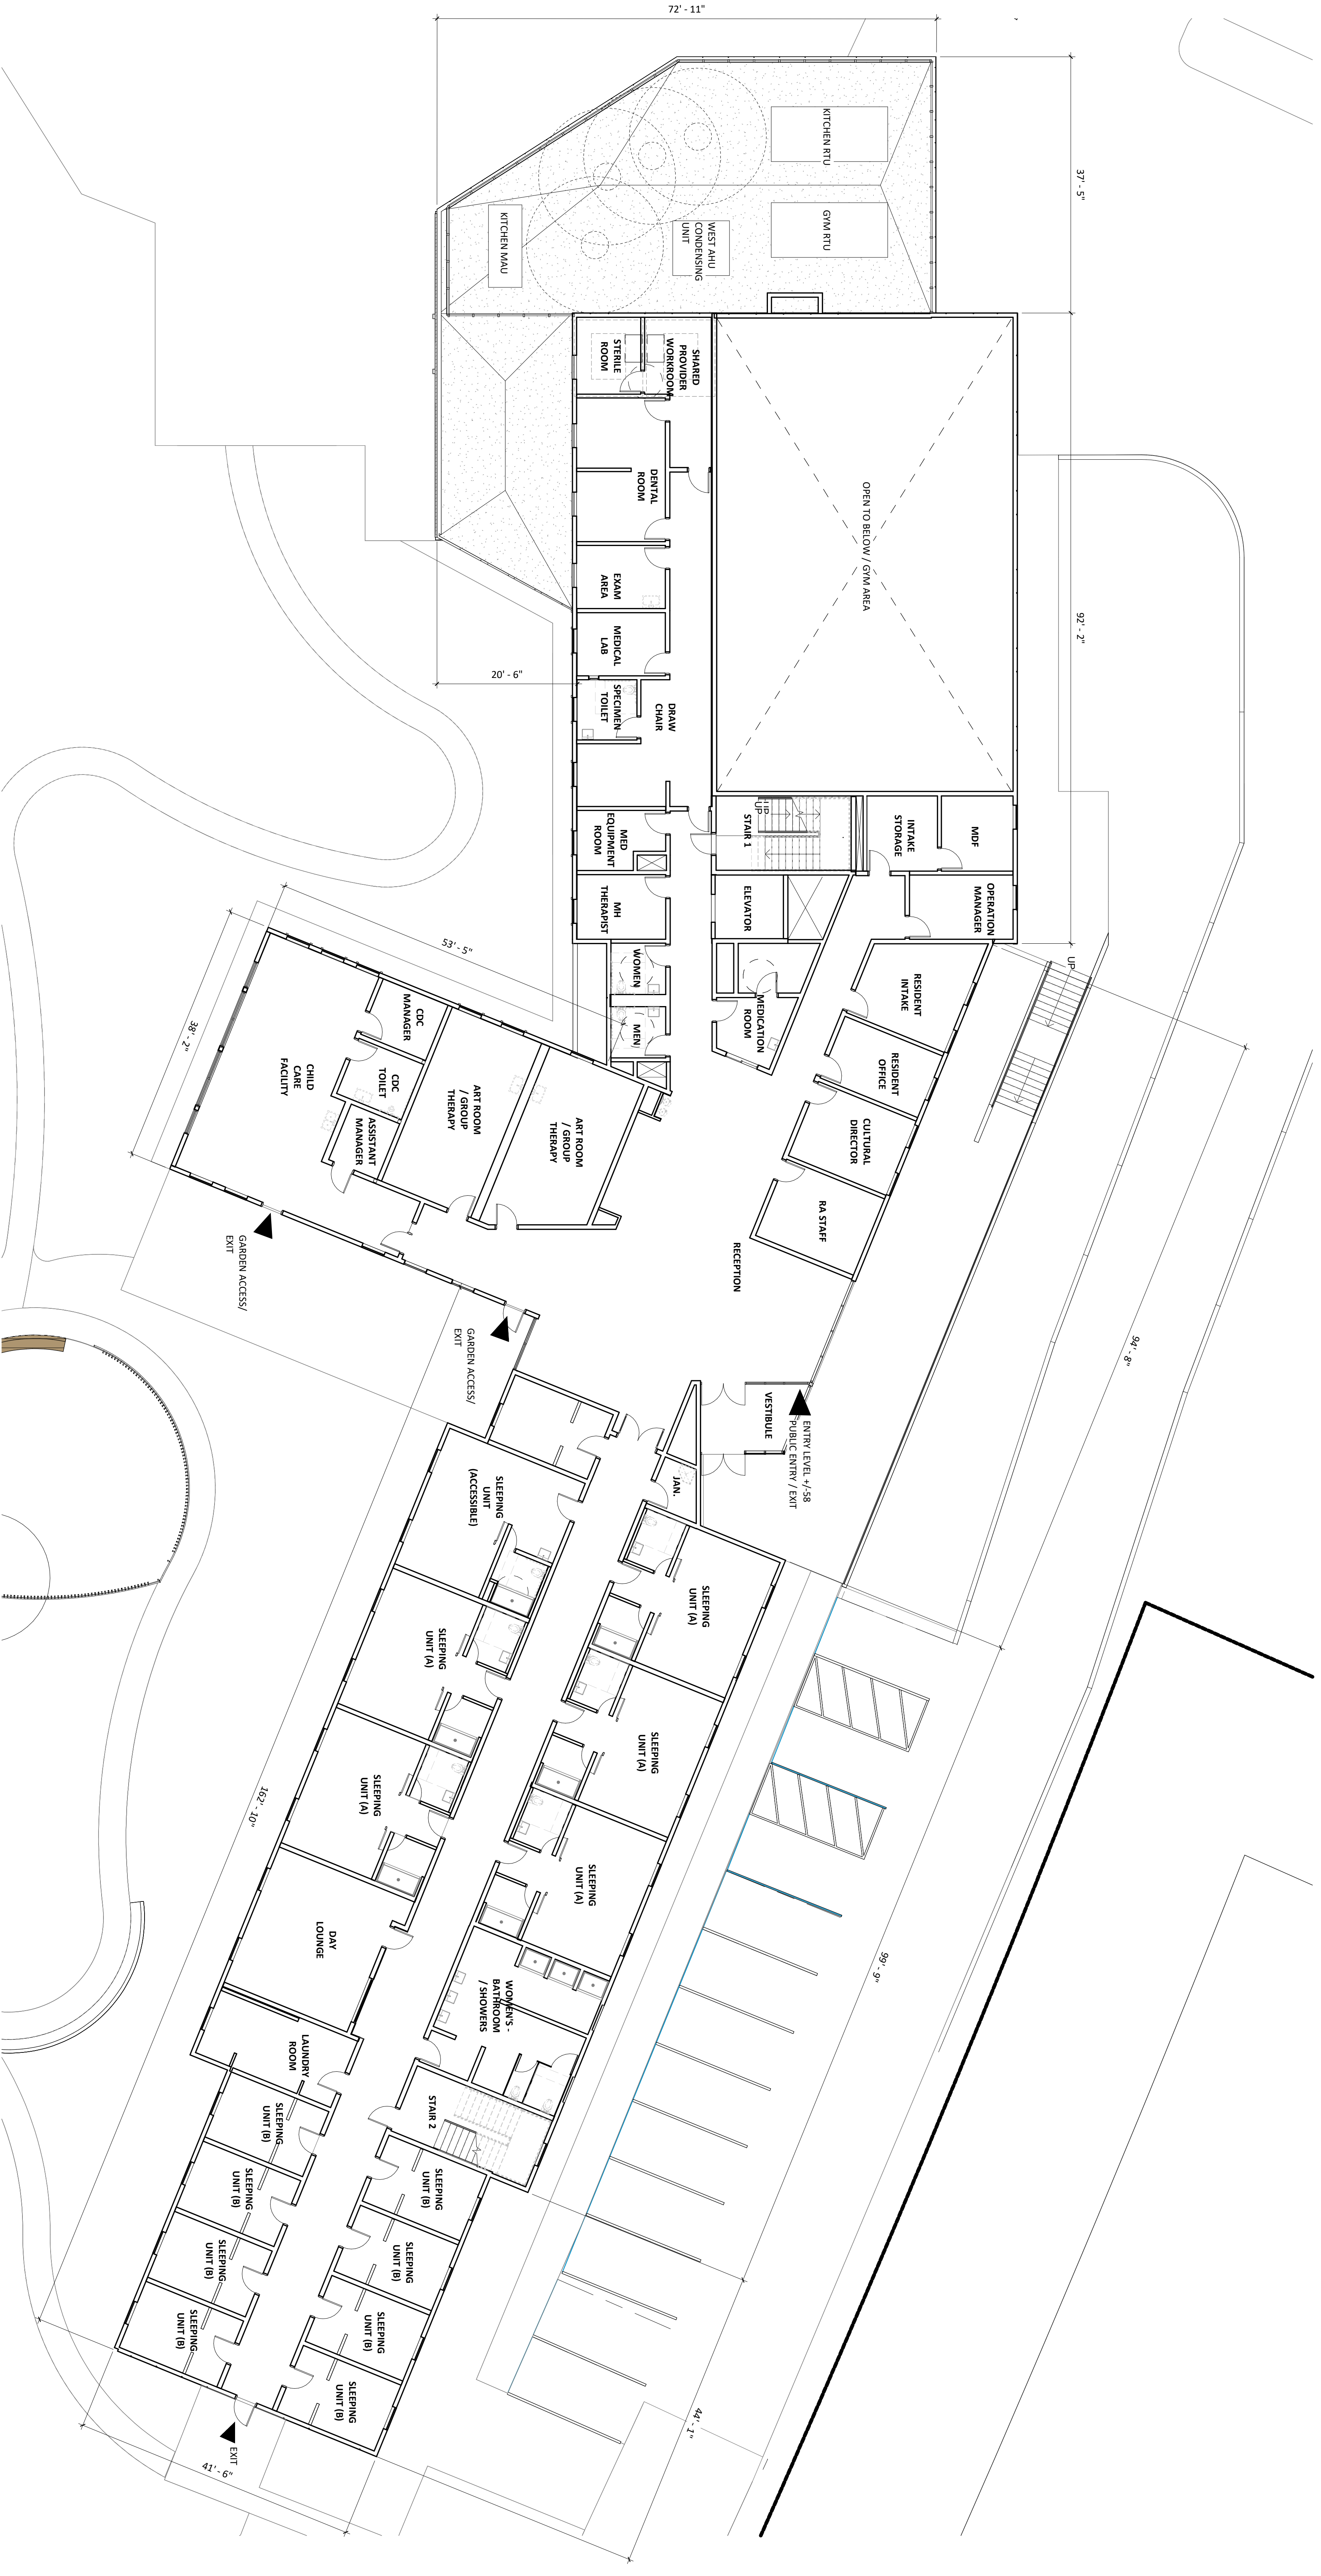 72' - 11"
37' - 5"
KITCHEN RTU
GYM RTU
WEST AHU
CONDENSING
UNIT
KITCHEN MAU
92' - 2"
20' - 6"
SHARED
PROVIDER
WORKROOM
STERILE
ROOM
DENTAL
ROOM
EXAM
AREA
MEDICAL
LAB
SPECIMEN
TOILET
DRAW
CHAIR
OPEN TO BELOW / GYM AREA
MED
EQUIPMENT
ROOM
MH
THERAPIST
UP
UP
STAIR 1
ELEVATOR
INTAKE
STORAGE
MDF
OPERATION
MANAGER
WOMEN
MEN
MEDICATION
ROOM
RESIDENT
INTAKE
RESIDENT
OFFICE
CULTURAL
DIRECTOR
RA STAFF
UP
53' - 5"
38' - 2"
CDC
MANAGER
CDC
TOILET
ASSISTANT
MANAGER
CHILD
CARE
FACILITY
ART ROOM
/ GROUP
THERAPY
ART ROOM
/ GROUP
THERAPY
RECEPTION
GARDEN ACCESS/
EXIT
GARDEN ACCESS/
EXIT
94' - 8"
VESTIBULE
ENTRY LEVEL +/-58
PUBLIC ENTRY / EXIT
JAN.
SLEEPING
UNIT
(ACCESSIBLE)
SLEEPING
UNIT (A)
SLEEPING
UNIT (A)
SLEEPING
UNIT (A)
SLEEPING
UNIT (A)
SLEEPING
UNIT (A)
162' - 10"
99' - 9"
DAY
LOUNGE
WOMEN'S -
BATHROOM
/ SHOWERS
LAUNDRY
ROOM
STAIR 2
SLEEPING
UNIT (B)
SLEEPING
UNIT (B)
SLEEPING
UNIT (B)
SLEEPING
UNIT (B)
SLEEPING
UNIT (B)
SLEEPING
UNIT (B)
SLEEPING
UNIT (B)
SLEEPING
UNIT (B)
44' - 1"
EXIT
41' - 6"